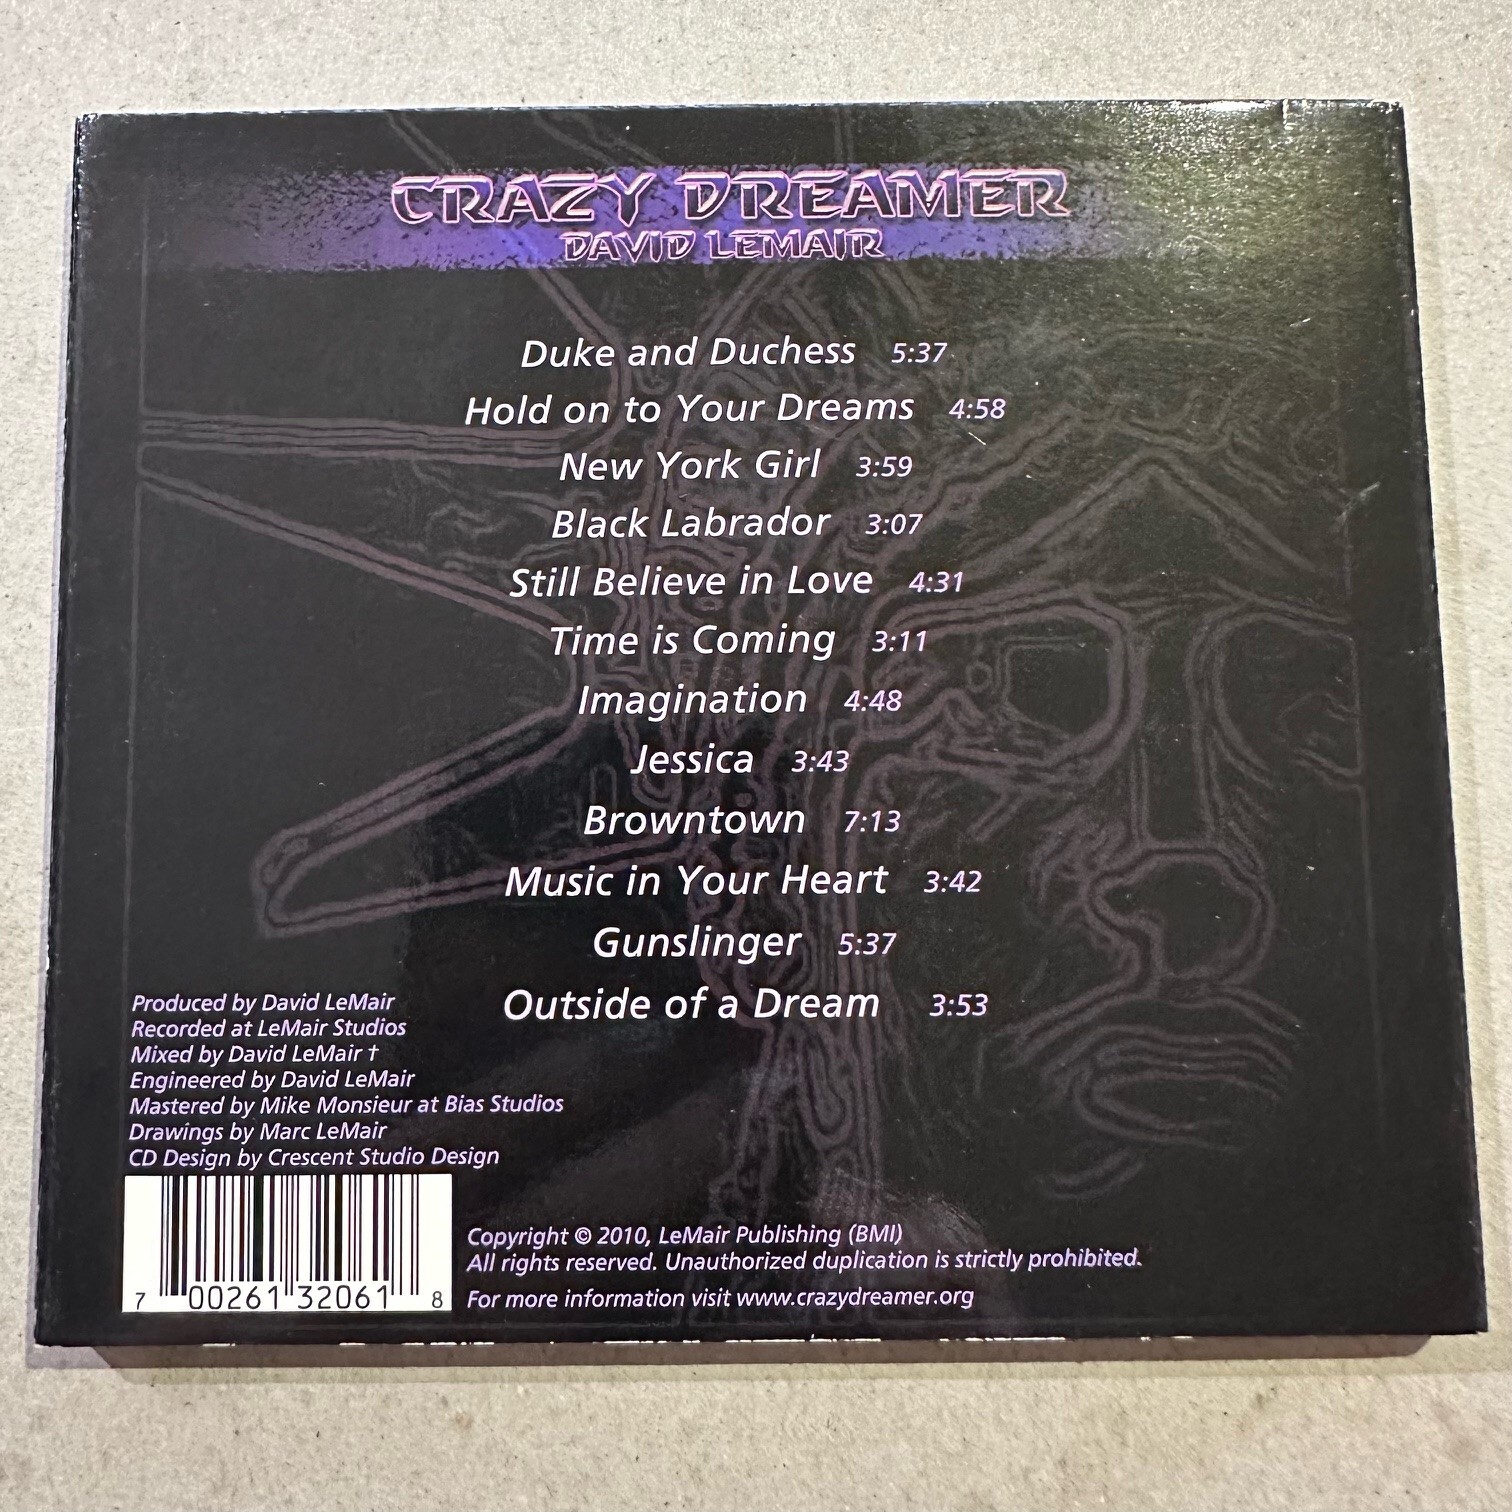 CRAZY DREAMER
DAVID LEMAIR
Duke and Duchess 5:37
Hold on to Your Dreams 4:58
New York Girl 3:59
Black Labrador 3:07
Still Believe in Love 4:31
Time is Coming 3:11
Imagination 4:48
Jessica 3:43
Browntown 7:13
Music in Your Heart 3:42
Gunslinger 5:37
Outside of a Dream 3:53
Produced by David LeMair
Recorded at LeMair Studios
Mixed by David LeMair †
Engineered by David LeMair
Mastered by Mike Monsieur at Bias Studios
Drawings by Marc LeMair
CD Design by Crescent Studio Design
7 00261 32061 8
Copyright © 2010, LeMair Publishing (BMI)
All rights reserved. Unauthorized duplication is strictly prohibited.
For more information visit www.crazydreamer.org